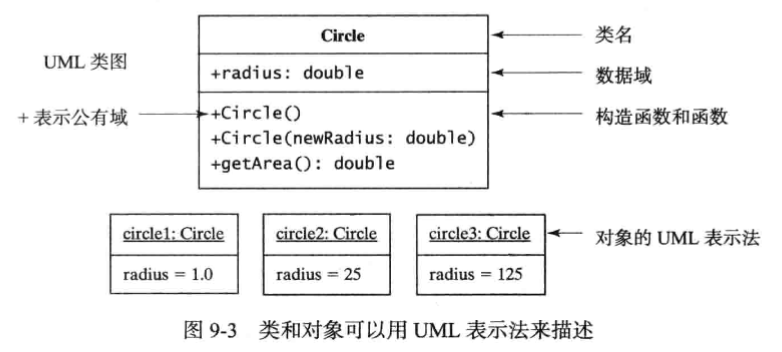 Circle
类名
UML 类图
+radius: double
数据域
+ 表示公有域
+Circle()
构造函数和函数
+Circle(newRadius: double)
+getArea(): double
circle1: Circle
circle2: Circle
circle3: Circle
对象的 UML 表示法
radius = 1.0
radius = 25
radius = 125
图 9-3 类和对象可以用 UML 表示法来描述